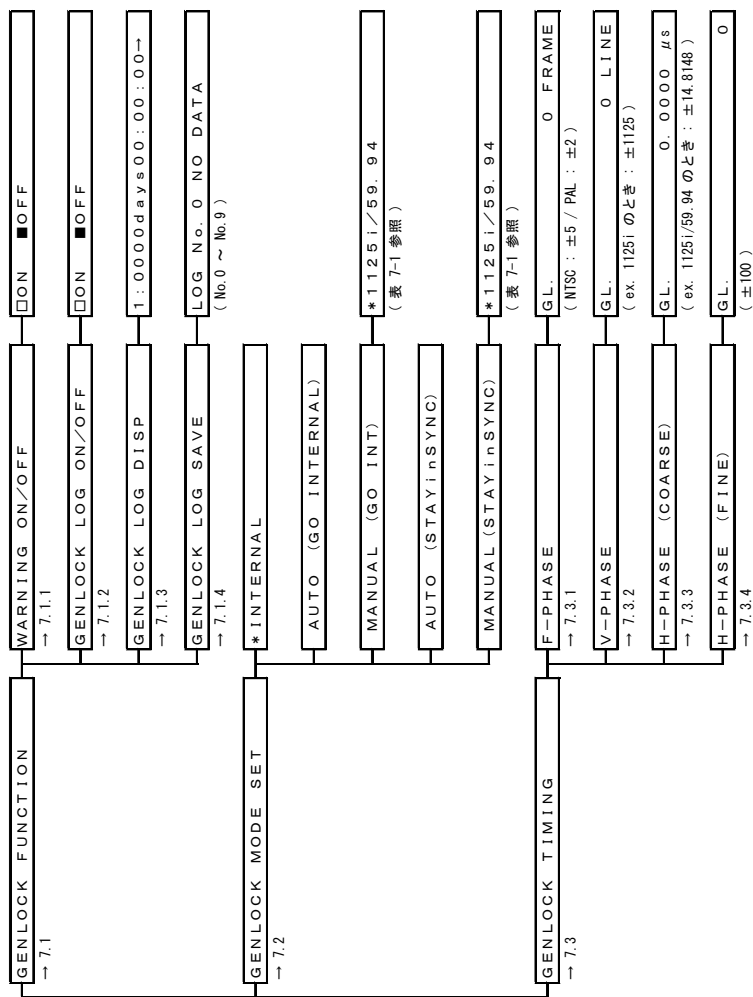 GENLOCK FUNCTION
→ 7.1
WARNING ON/OFF
→ 7.1.1
□ON ■OFF
GENLOCK LOG ON/OFF
→ 7.1.2
□ON ■OFF
GENLOCK LOG DISP
→ 7.1.3
1:0000days00:00:00→
GENLOCK LOG SAVE
→ 7.1.4
LOG No. 0 NO DATA
( No.0 ～ No.9 )
GENLOCK MODE SET
→ 7.2
*INTERNAL
AUTO (GO INTERNAL)
MANUAL (GO INT)
*1125i/59.94
( 表 7-1 参照 )
AUTO (STAYinSYNC)
MANUAL(STAYinSYNC)
*1125i/59.94
( 表 7-1 参照 )
GENLOCK TIMING
→ 7.3
F-PHASE
→ 7.3.1
GL. 0 FRAME
( NTSC : ±5 / PAL : ±2 )
V-PHASE
→ 7.3.2
GL. 0 LINE
( ex. 1125i のとき : ±1125 )
H-PHASE (COARSE)
→ 7.3.3
GL. 0.0000 μs
( ex. 1125i/59.94 のとき : ±14.8148 )
H-PHASE (FINE)
→ 7.3.4
GL. 0
( ±100 )